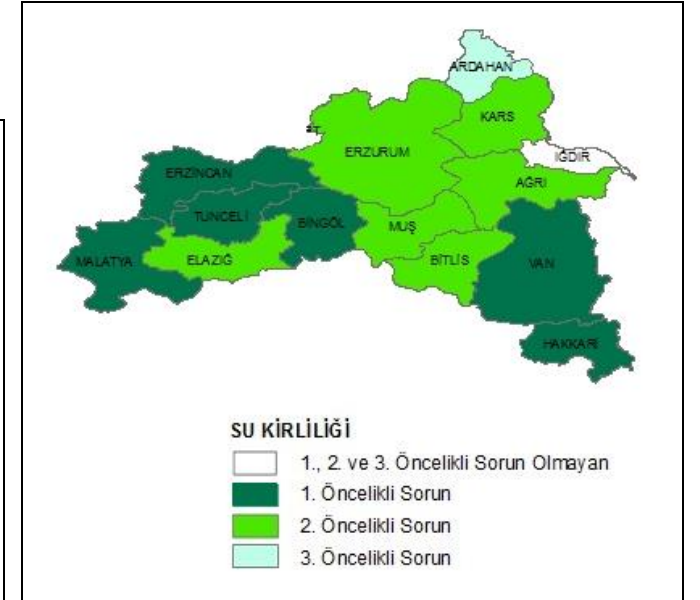 ARDAHAN
KARS
ERZURUM
IĞDIR
ERZİNCAN
AĞRI
TUNCELİ
BİNGÖL
MUŞ
MALATYA
ELAZIĞ
BİTLİS
VAN
HAKKARİ
SU KİRLİLİĞİ
1., 2. ve 3. Öncelikli Sorun Olmayan
1. Öncelikli Sorun
2. Öncelikli Sorun
3. Öncelikli Sorun